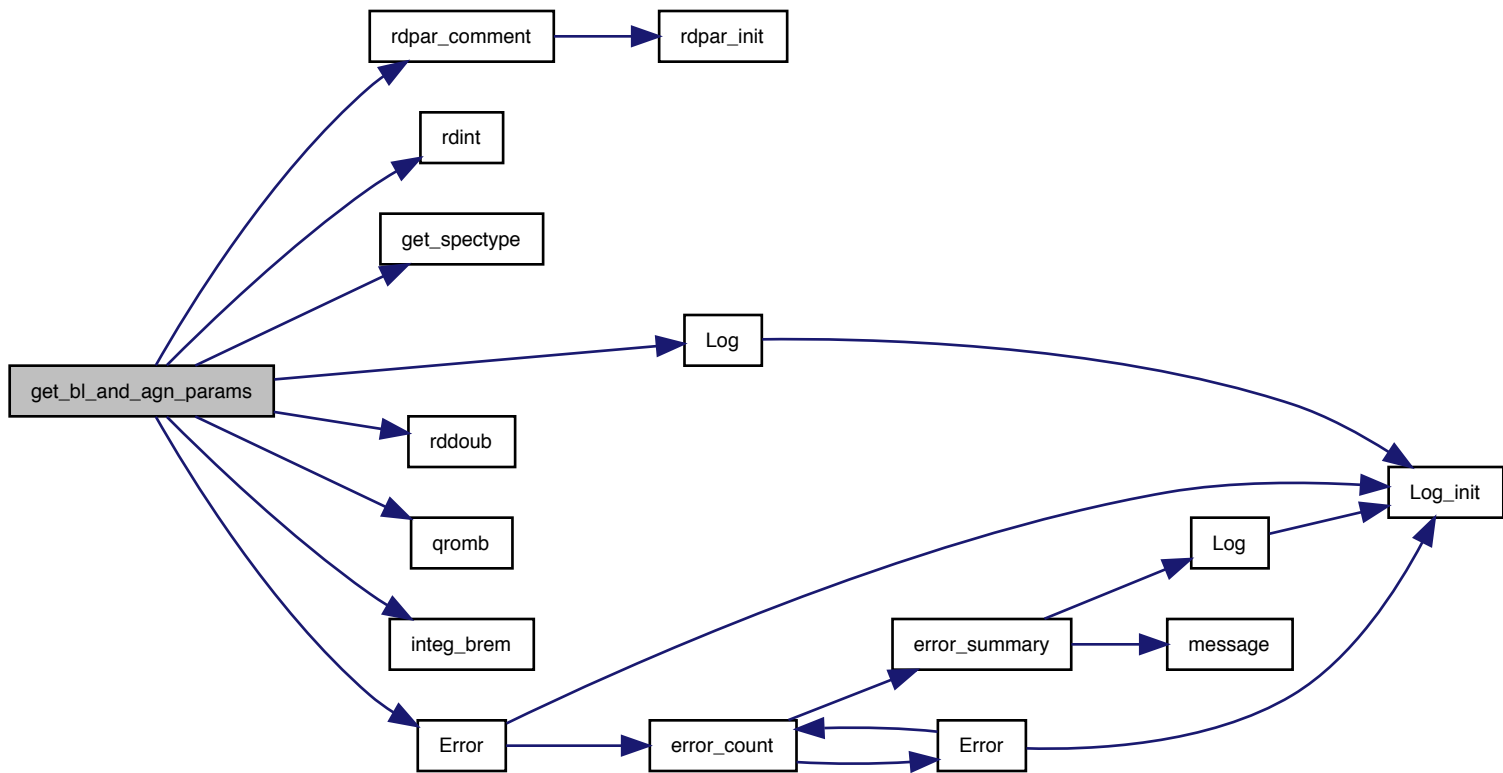 rdpar_comment
rdpar_init
rdint
get_spectype
Log
get_bl_and_agn_params
rddoub
Log_init
qromb
Log
integ_brem
error_summary
message
Error
error_count
Error